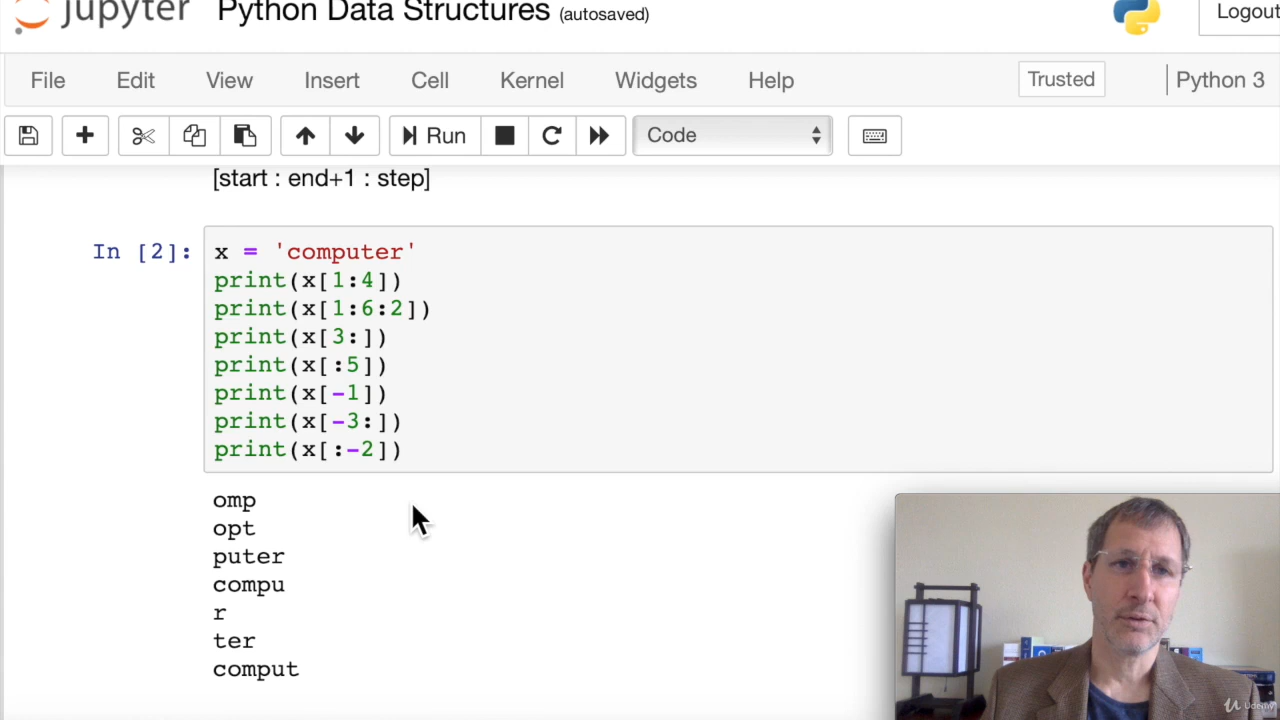 jupyter Python Data Structures (autosaved) Logout
File Edit View Insert Cell Kernel Widgets Help Trusted Python 3
Run Code
[start : end+1 : step]
In [2]: x = 'computer'
print(x[1:4])
print(x[1:6:2])
print(x[3:])
print(x[:5])
print(x[-1])
print(x[-3:])
print(x[:-2])
omp
opt
puter
compu
r
ter
comput
Udemy